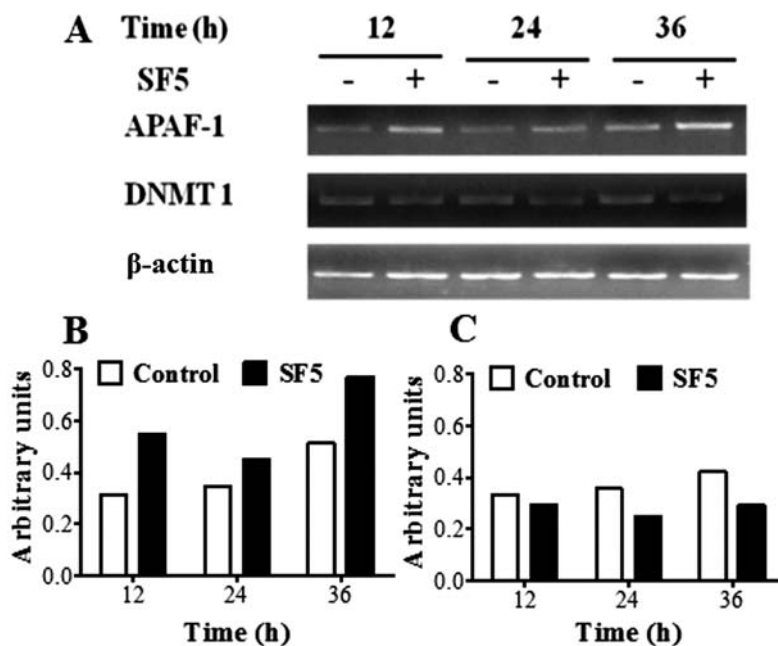 A Time (h) 12 24 36
SF5 - + - + - +
APAF-1
DNMT 1
β-actin
B
0.8
0.6
0.4
0.2
0.0
Arbitrary units
Control SF5
12 24 36
Time (h)
C
0.8
0.6
0.4
0.2
0.0
Arbitrary units
Control SF5
12 24 36
Time (h)